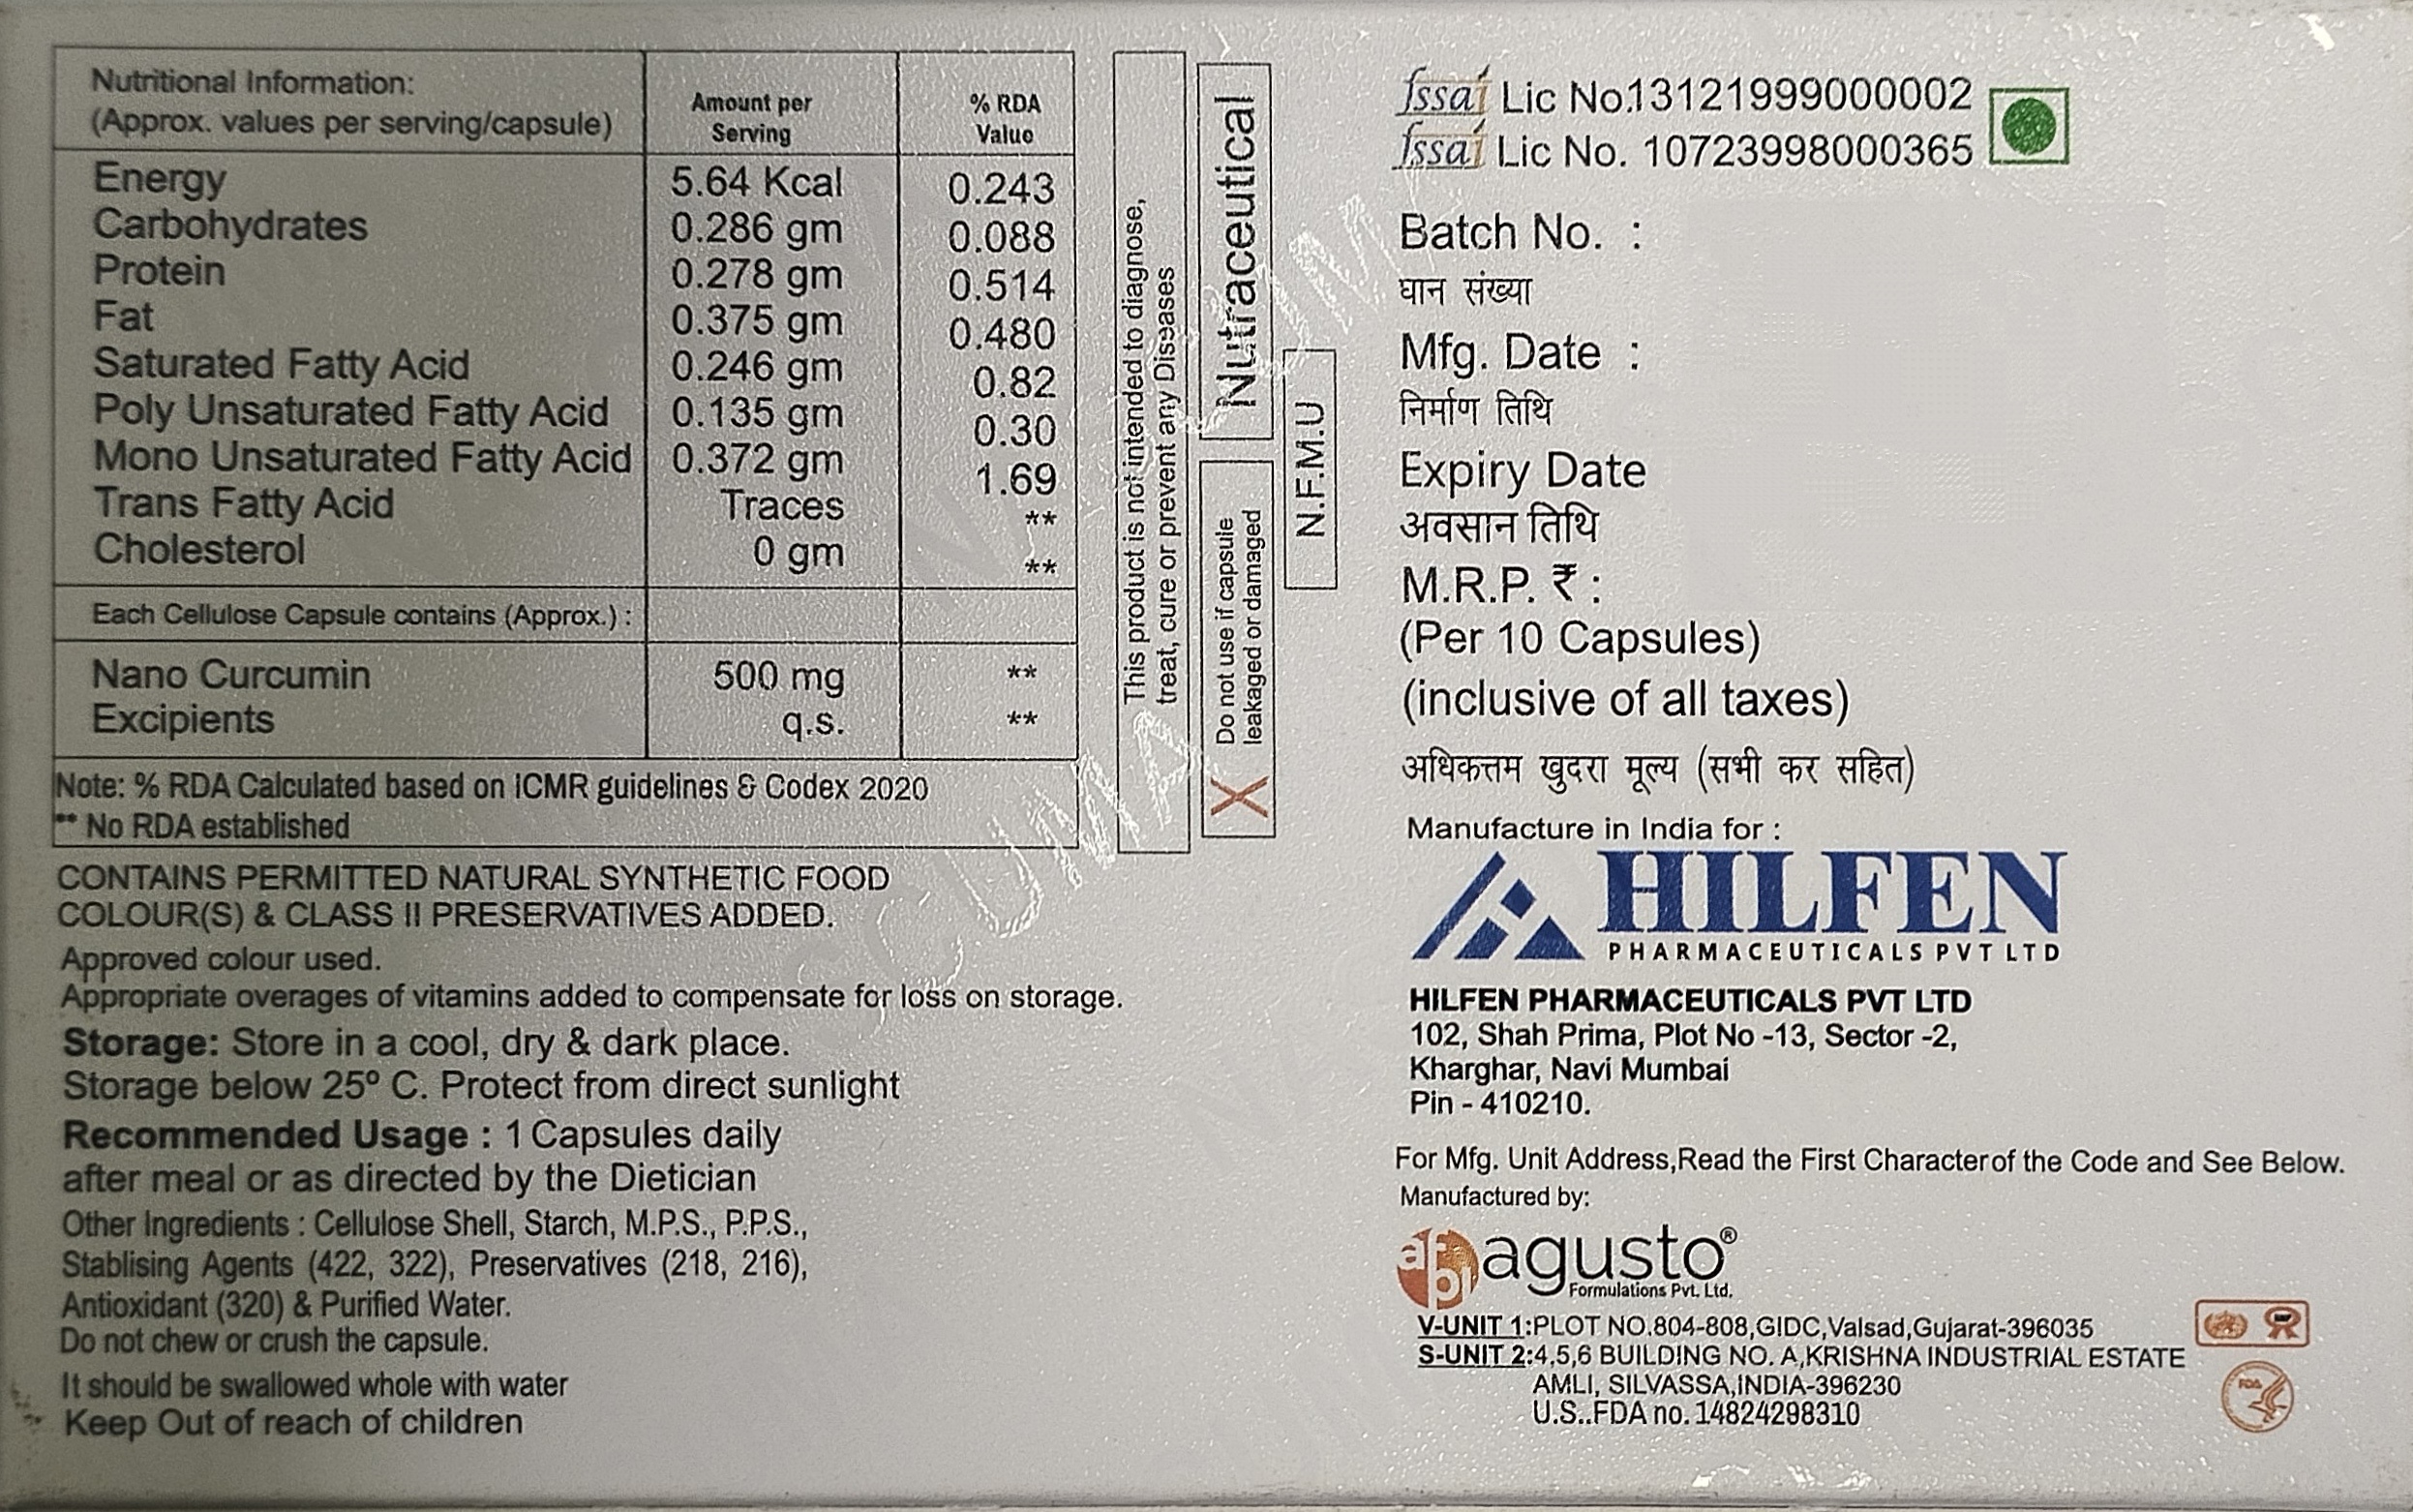 Nutritional Information:
(Approx. values per serving/capsule)
Amount per
Serving
% RDA
Value
Energy 5.64 Kcal 0.243
Carbohydrates 0.286 gm 0.088
Protein 0.278 gm 0.514
Fat 0.375 gm 0.480
Saturated Fatty Acid 0.246 gm 0.82
Poly Unsaturated Fatty Acid 0.135 gm 0.30
Mono Unsaturated Fatty Acid 0.372 gm 1.69
Trans Fatty Acid Traces **
Cholesterol 0 gm **
Each Cellulose Capsule contains (Approx.) :
Nano Curcumin 500 mg **
Excipients q.s. **
Note: % RDA Calculated based on ICMR guidelines & Codex 2020
** No RDA established
CONTAINS PERMITTED NATURAL SYNTHETIC FOOD
COLOUR(S) & CLASS II PRESERVATIVES ADDED.
Approved colour used.
Appropriate overages of vitamins added to compensate for loss on storage.
Storage: Store in a cool, dry & dark place.
Storage below 25º C. Protect from direct sunlight
Recommended Usage : 1 Capsules daily
after meal or as directed by the Dietician
Other Ingredients : Cellulose Shell, Starch, M.P.S., P.P.S.,
Stablising Agents (422, 322), Preservatives (218, 216),
Antioxidant (320) & Purified Water.
Do not chew or crush the capsule.
It should be swallowed whole with water
Keep Out of reach of children
This product is not intended to diagnose,
treat, cure or prevent any Diseases
Nutraceutical
Do not use if capsule
leakaged or damaged
X
N.F.M.U
fssai Lic No.13121999000002
fssai Lic No. 10723998000365
Batch No. :
घान संख्या
Mfg. Date :
निर्माण तिथि
Expiry Date
अवसान तिथि
M.R.P. ₹ :
(Per 10 Capsules)
(inclusive of all taxes)
अधिकत्तम खुदरा मूल्य (सभी कर सहित)
Manufacture in India for :
HILFEN
PHARMACEUTICALS PVT LTD
HILFEN PHARMACEUTICALS PVT LTD
102, Shah Prima, Plot No -13, Sector -2,
Kharghar, Navi Mumbai
Pin - 410210.
For Mfg. Unit Address,Read the First Character of the Code and See Below.
Manufactured by:
afpl agusto®
Formulations Pvt. Ltd.
V-UNIT 1:PLOT NO.804-808,GIDC,Valsad,Gujarat-396035
S-UNIT 2:4,5,6 BUILDING NO. A,KRISHNA INDUSTRIAL ESTATE
AMLI, SILVASSA,INDIA-396230
U.S..FDA no. 14824298310
FDA